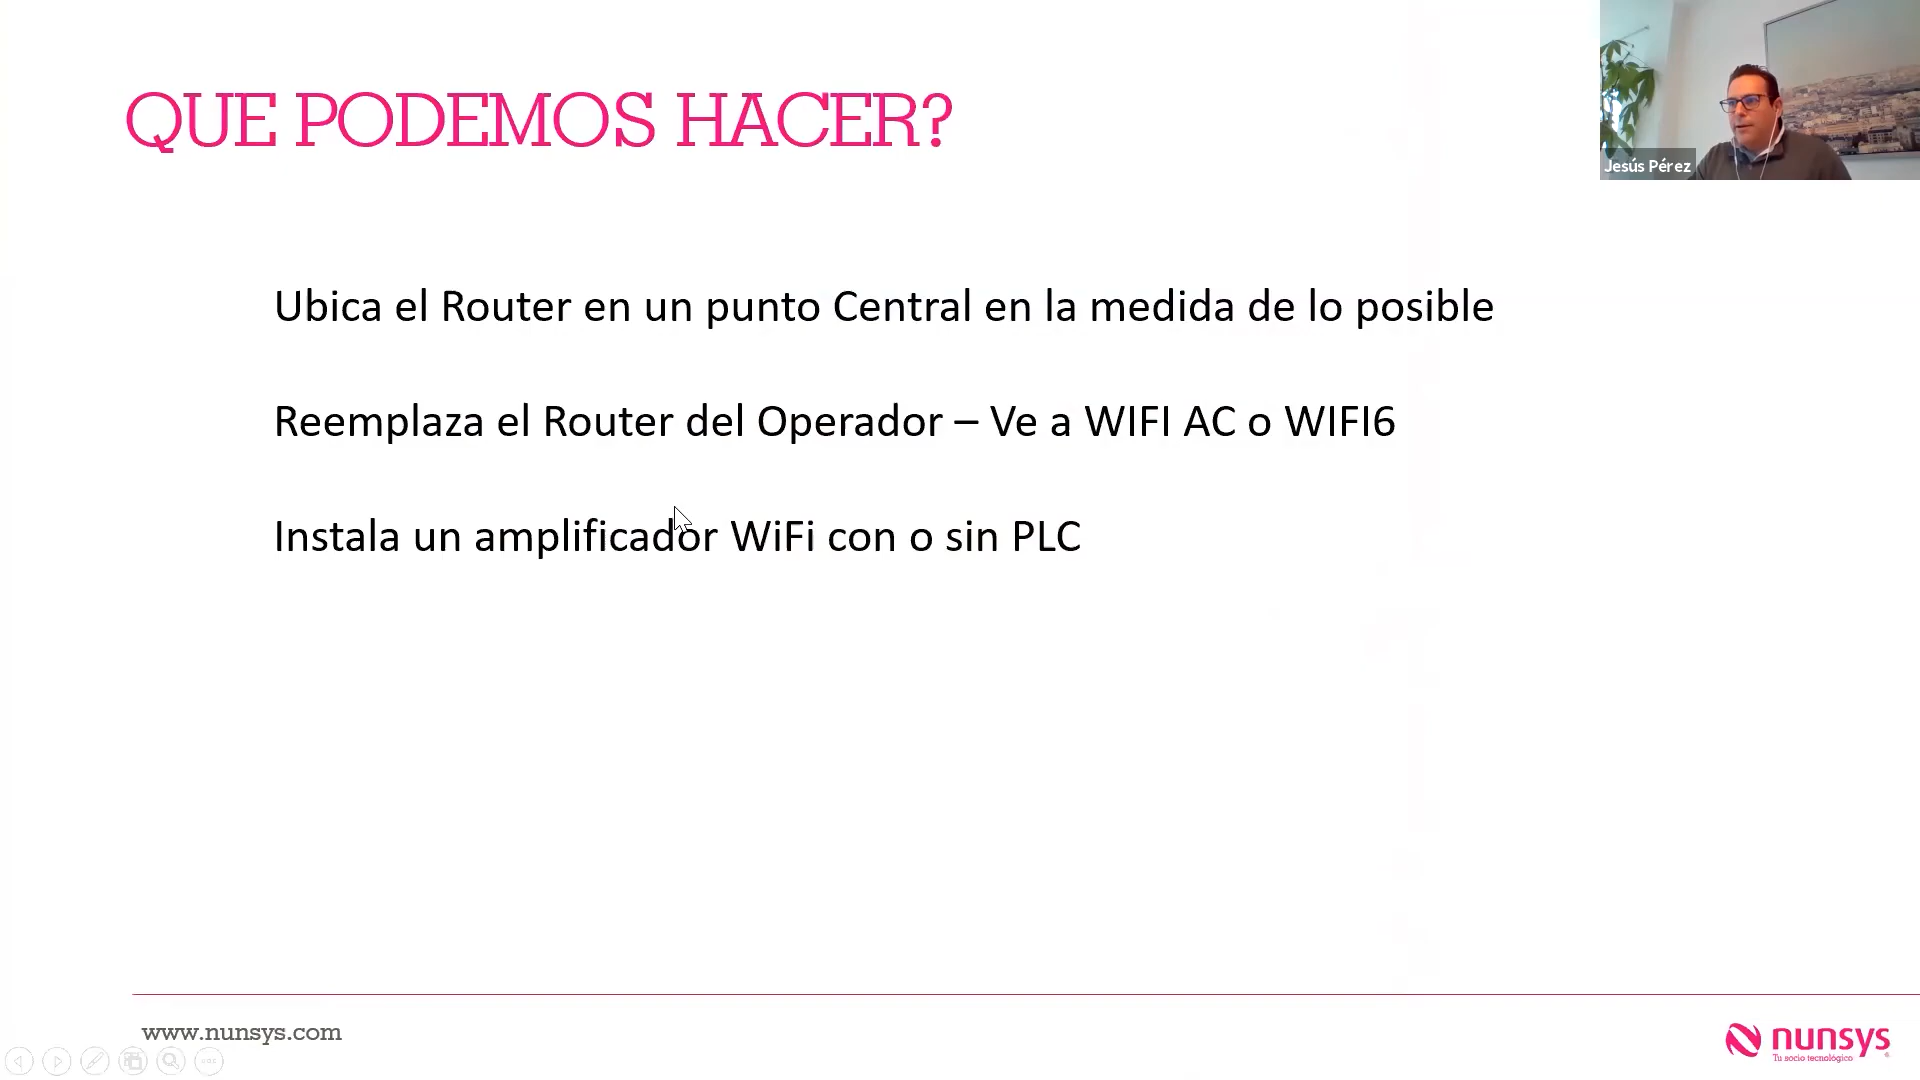 QUE PODEMOS HACER?
Jesús Pérez
Ubica el Router en un punto Central en la medida de lo posible
Reemplaza el Router del Operador – Ve a WIFI AC o WIFI6
Instala un amplificador WiFi con o sin PLC
www.nunsys.com
nunsys
Tu socio tecnológico